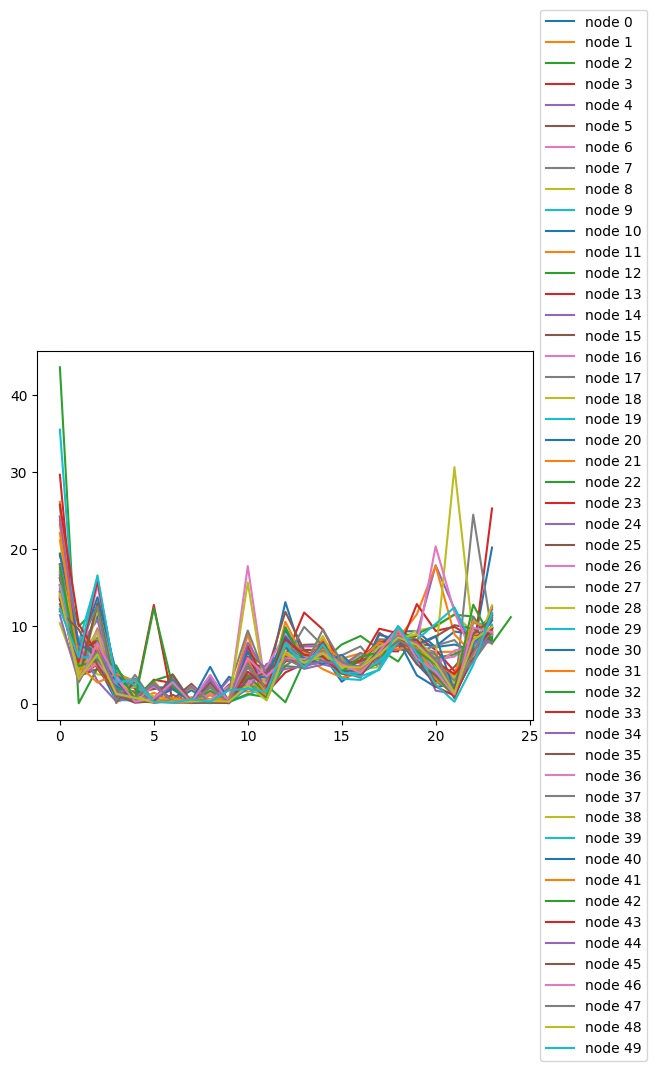 node 0
node 1
node 2
node 3
node 4
node 5
node 6
node 7
node 8
node 9
node 10
node 11
node 12
node 13
node 14
node 15
node 16
node 17
node 18
node 19
node 20
node 21
node 22
node 23
node 24
node 25
node 26
node 27
node 28
node 29
node 30
node 31
node 32
node 33
node 34
node 35
node 36
node 37
node 38
node 39
node 40
node 41
node 42
node 43
node 44
node 45
node 46
node 47
node 48
node 49
40
30
20
10
0
0 5 10 15 20 25